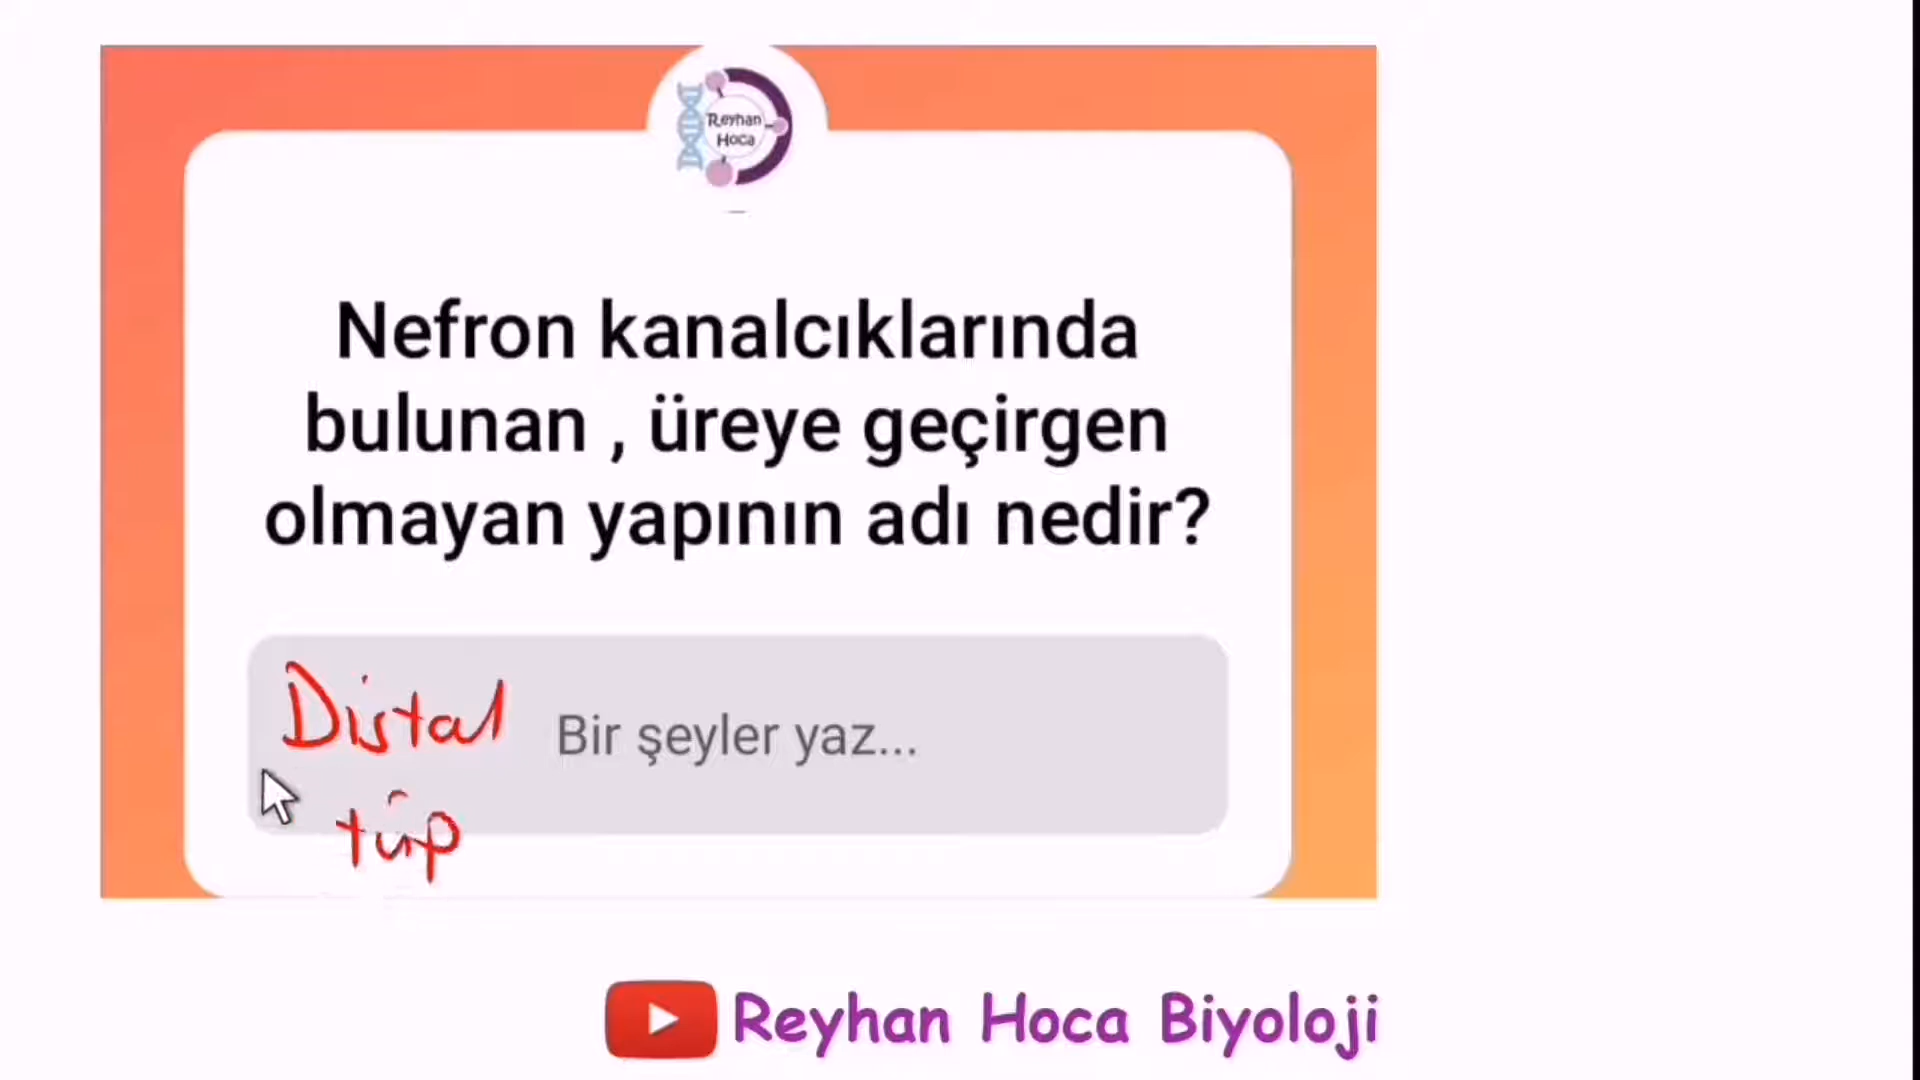 Reyhan
Hoca
Nefron kanalcıklarında
bulunan , üreye geçirgen
olmayan yapının adı nedir?
Distal Bir şeyler yaz...
tüp
Reyhan Hoca Biyoloji